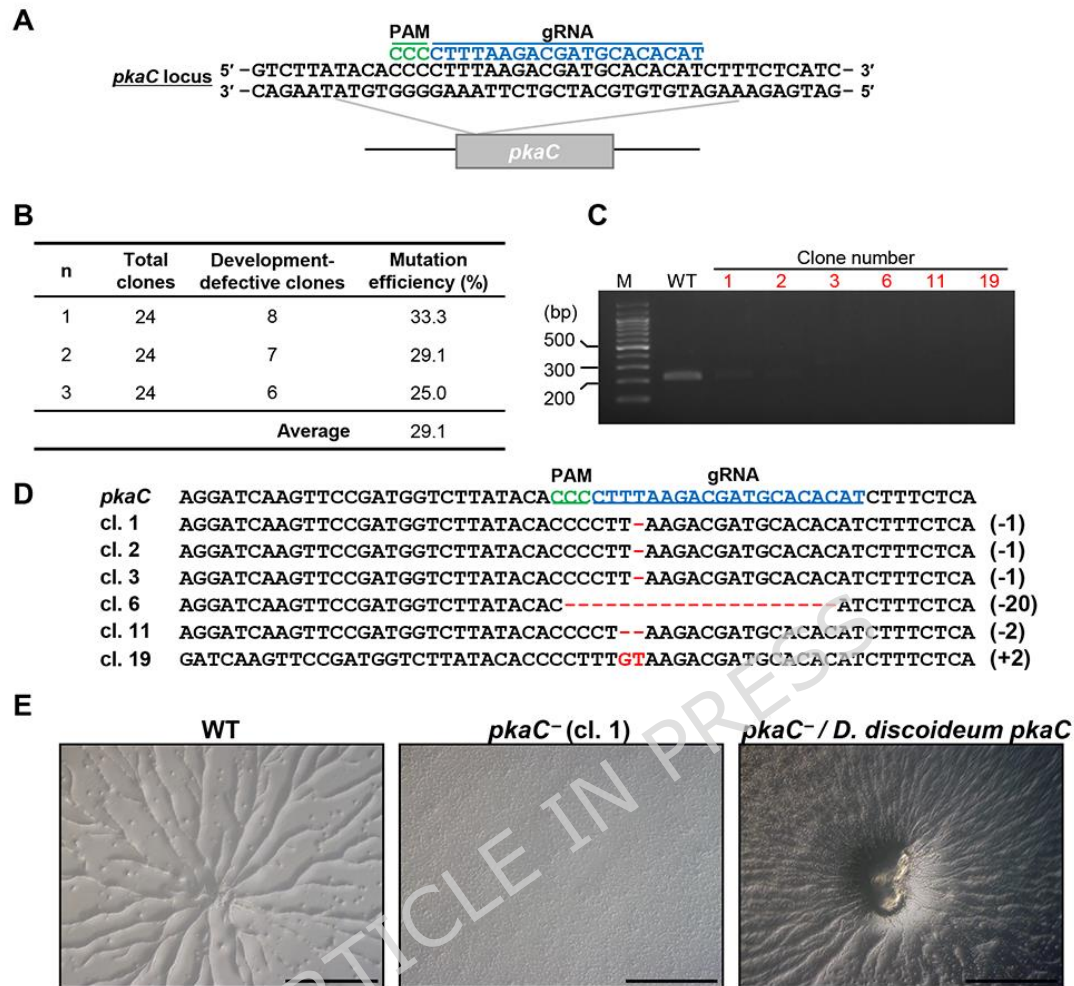 A
PAM gRNA
CCCCTTTAAGACGATGCACACAT
pkaC locus
5′ –GTCTTATACACCCCTTTAAGACGATGCACACATCTTTCTCATC– 3′
3′ –CAGAATATGTGGGGAAATTCTGCTACGTGTGTAGAAAGAGTAG– 5′
pkaC
B
n Total clones Development-defective clones Mutation efficiency (%)
1 24 8 33.3
2 24 7 29.1
3 24 6 25.0
Average 29.1
C
Clone number
M WT 1 2 3 6 11 19
(bp)
500
300
200
D
PAM gRNA
pkaC AGGATCAAGTTCCGATGGTCTTATACACCCCTTTAAGACGATGCACACATCTTTCTCA
cl. 1 AGGATCAAGTTCCGATGGTCTTATACACCCCTT–AAGACGATGCACACATCTTTCTCA (-1)
cl. 2 AGGATCAAGTTCCGATGGTCTTATACACCCCTT–AAGACGATGCACACATCTTTCTCA (-1)
cl. 3 AGGATCAAGTTCCGATGGTCTTATACACCCCTT–AAGACGATGCACACATCTTTCTCA (-1)
cl. 6 AGGATCAAGTTCCGATGGTCTTATACAC––––––––––––––––––––ATCTTTCTCA (-20)
cl. 11 AGGATCAAGTTCCGATGGTCTTATACACCCCT––AAGACGATGCACACATCTTTCTCA (-2)
cl. 19 GATCAAGTTCCGATGGTCTTATACACCCCTTTGTAAGACGATGCACACATCTTTCTCA (+2)
E
WT pkaC– (cl. 1) pkaC– / D. discoideum pkaC
ARTICLE IN PRESS